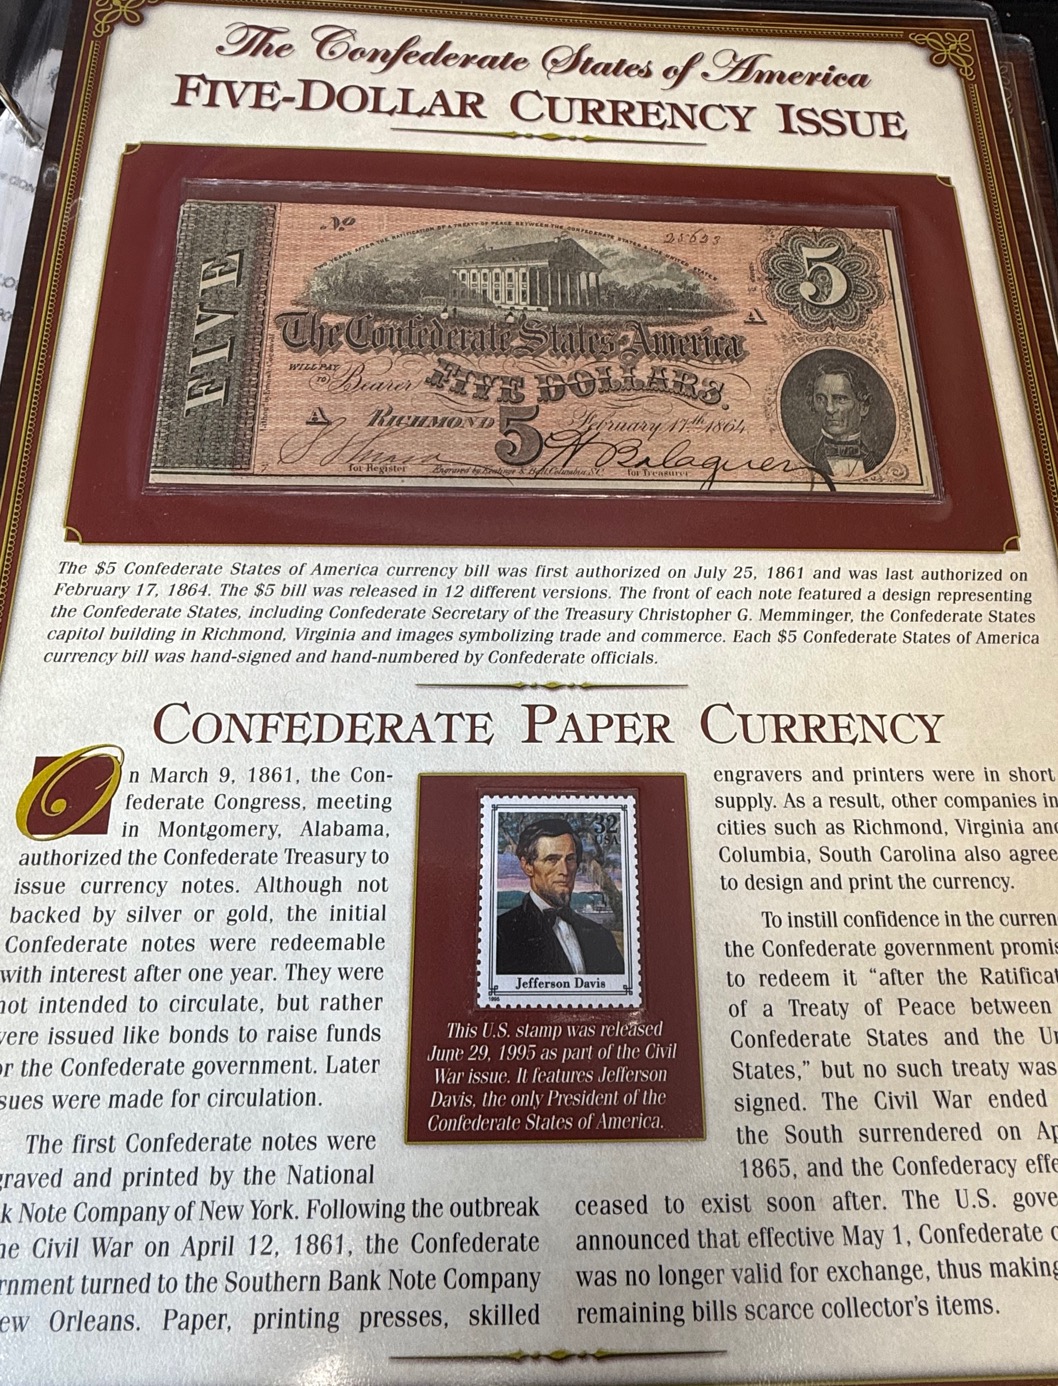 The Confederate States of America
FIVE-DOLLAR CURRENCY ISSUE
No 23623
FIVE
5
A
The Confederate States of America
WILL PAY
TO Bearer FIVE DOLLARS.
A RICHMOND 5 February 17th 1864
for Register Engraved by Keatinge & Ball, Columbia, S.C. for Treasurer
The $5 Confederate States of America currency bill was first authorized on July 25, 1861 and was last authorized on
February 17, 1864. The $5 bill was released in 12 different versions. The front of each note featured a design representing
the Confederate States, including Confederate Secretary of the Treasury Christopher G. Memminger, the Confederate States
capitol building in Richmond, Virginia and images symbolizing trade and commerce. Each $5 Confederate States of America
currency bill was hand-signed and hand-numbered by Confederate officials.
CONFEDERATE PAPER CURRENCY
On March 9, 1861, the Con-
federate Congress, meeting
in Montgomery, Alabama,
authorized the Confederate Treasury to
issue currency notes. Although not
backed by silver or gold, the initial
Confederate notes were redeemable
with interest after one year. They were
not intended to circulate, but rather
were issued like bonds to raise funds
or the Confederate government. Later
sues were made for circulation.
The first Confederate notes were
graved and printed by the National
k Note Company of New York. Following the outbreak
he Civil War on April 12, 1861, the Confederate
rnment turned to the Southern Bank Note Company
ew Orleans. Paper, printing presses, skilled
32
USA
Jefferson Davis
1995
This U.S. stamp was released
June 29, 1995 as part of the Civil
War issue. It features Jefferson
Davis, the only President of the
Confederate States of America.
engravers and printers were in short
supply. As a result, other companies in
cities such as Richmond, Virginia and
Columbia, South Carolina also agree
to design and print the currency.
To instill confidence in the curren
the Confederate government promis
to redeem it “after the Ratificat
of a Treaty of Peace between
Confederate States and the Un
States,” but no such treaty was
signed. The Civil War ended
the South surrendered on Ap
1865, and the Confederacy effe
ceased to exist soon after. The U.S. gove
announced that effective May 1, Confederate c
was no longer valid for exchange, thus making
remaining bills scarce collector's items.